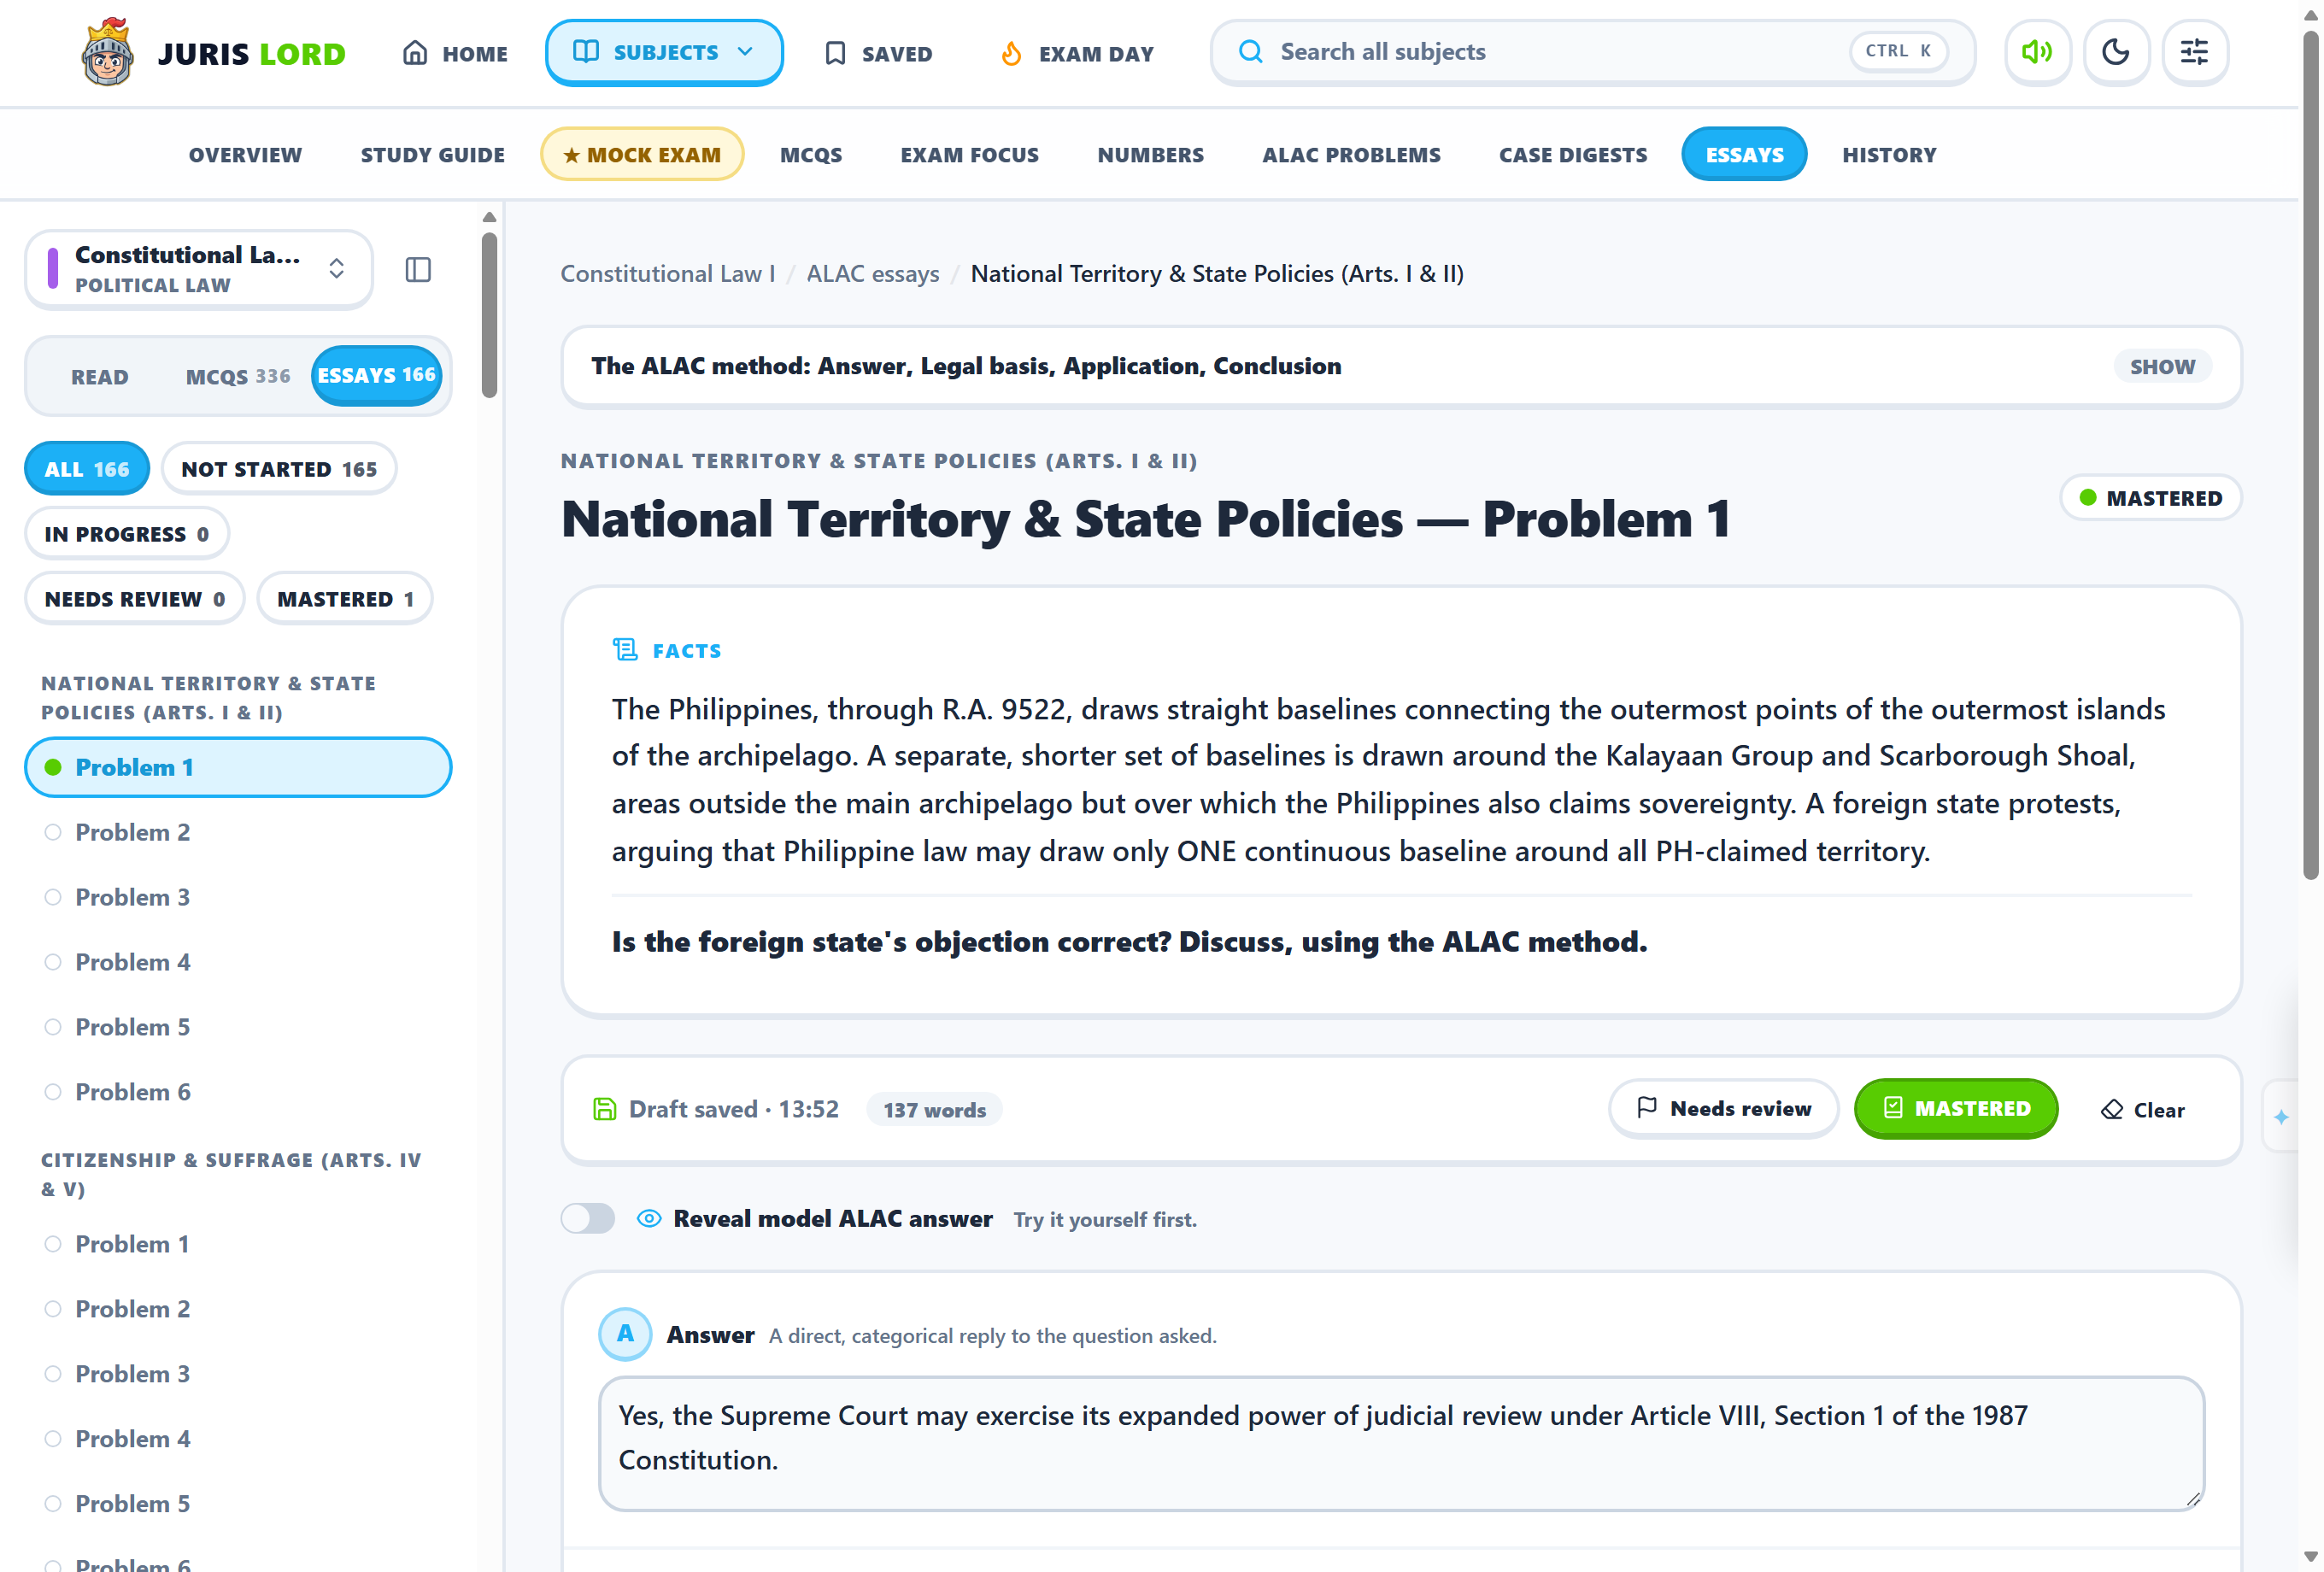 JURIS LORD
HOME
SUBJECTS
SAVED
EXAM DAY
Search all subjects
CTRL K
OVERVIEW
STUDY GUIDE
★ MOCK EXAM
MCQS
EXAM FOCUS
NUMBERS
ALAC PROBLEMS
CASE DIGESTS
ESSAYS
HISTORY
Constitutional La...
POLITICAL LAW
READ
MCQS 336
ESSAYS 166
ALL 166
NOT STARTED 165
IN PROGRESS 0
NEEDS REVIEW 0
MASTERED 1
NATIONAL TERRITORY & STATE
POLICIES (ARTS. I & II)
Problem 1
Problem 2
Problem 3
Problem 4
Problem 5
Problem 6
CITIZENSHIP & SUFFRAGE (ARTS. IV
& V)
Problem 1
Problem 2
Problem 3
Problem 4
Problem 5
Problem 6
Constitutional Law I / ALAC essays / National Territory & State Policies (Arts. I & II)
The ALAC method: Answer, Legal basis, Application, Conclusion
SHOW
NATIONAL TERRITORY & STATE POLICIES (ARTS. I & II)
National Territory & State Policies — Problem 1
MASTERED
FACTS
The Philippines, through R.A. 9522, draws straight baselines connecting the outermost points of the outermost islands
of the archipelago. A separate, shorter set of baselines is drawn around the Kalayaan Group and Scarborough Shoal,
areas outside the main archipelago but over which the Philippines also claims sovereignty. A foreign state protests,
arguing that Philippine law may draw only ONE continuous baseline around all PH-claimed territory.
Is the foreign state's objection correct? Discuss, using the ALAC method.
Draft saved · 13:52
137 words
Needs review
MASTERED
Clear
Reveal model ALAC answer
Try it yourself first.
A
Answer
A direct, categorical reply to the question asked.
Yes, the Supreme Court may exercise its expanded power of judicial review under Article VIII, Section 1 of the 1987
Constitution.